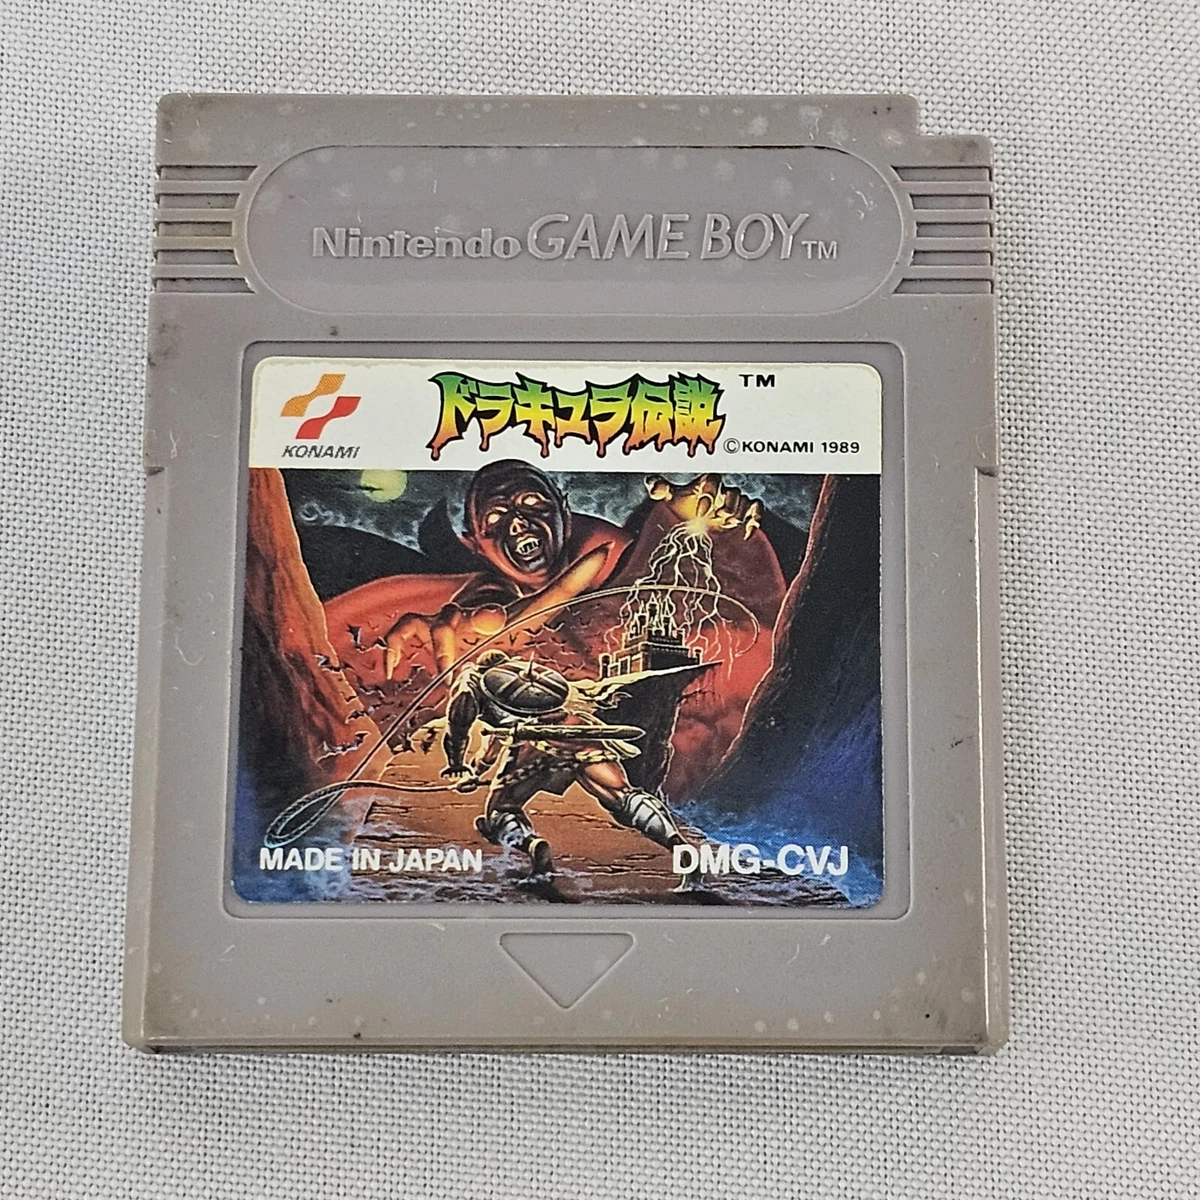 Nintendo GAME BOY TM
ドラキュラ伝説 TM
KONAMI
©KONAMI 1989
MADE IN JAPAN
DMG-CVJ